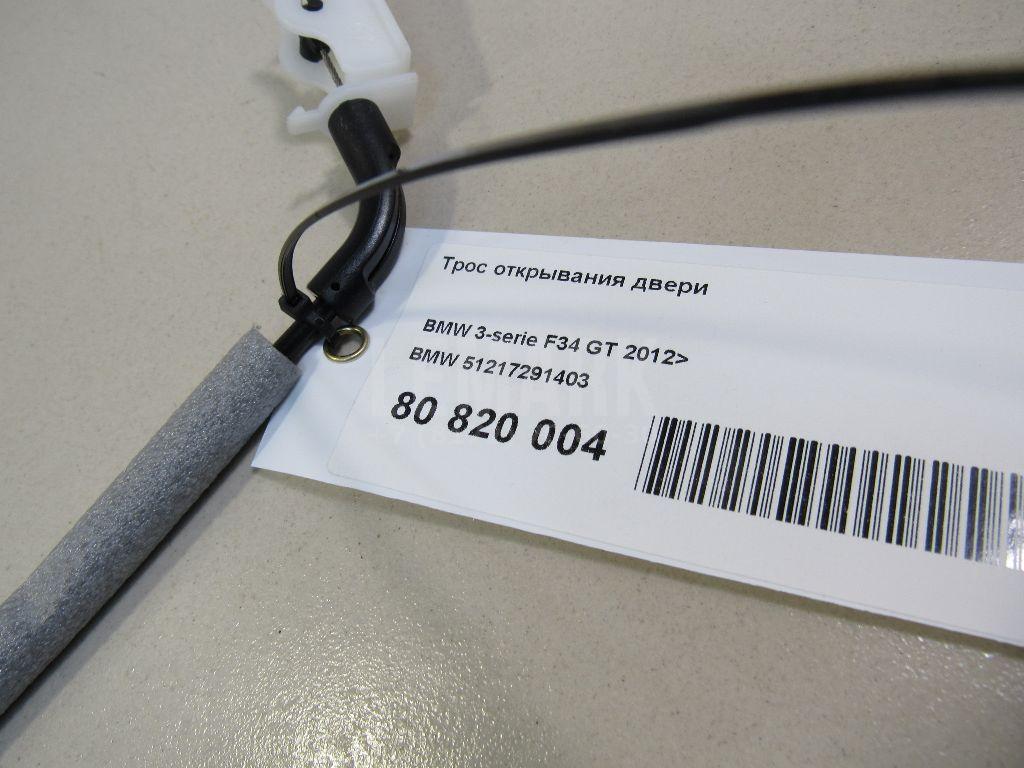 Трос открывания двери
BMW 3-serie F34 GT 2012>
BMW 51217291403
80 820 004